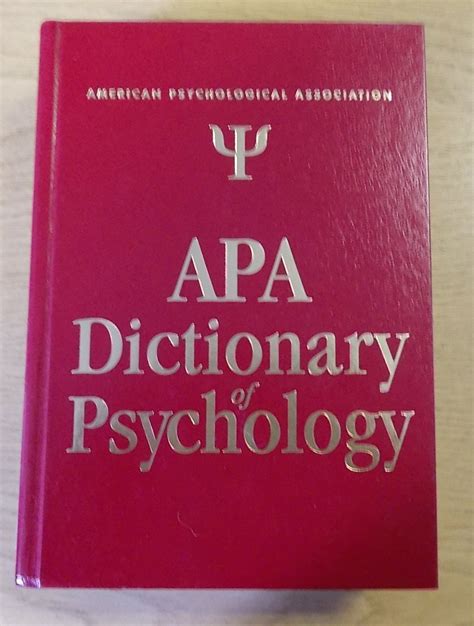 AMERICAN PSYCHOLOGICAL ASSOCIATION
Ψ
APA
Dictionary
of
Psychology